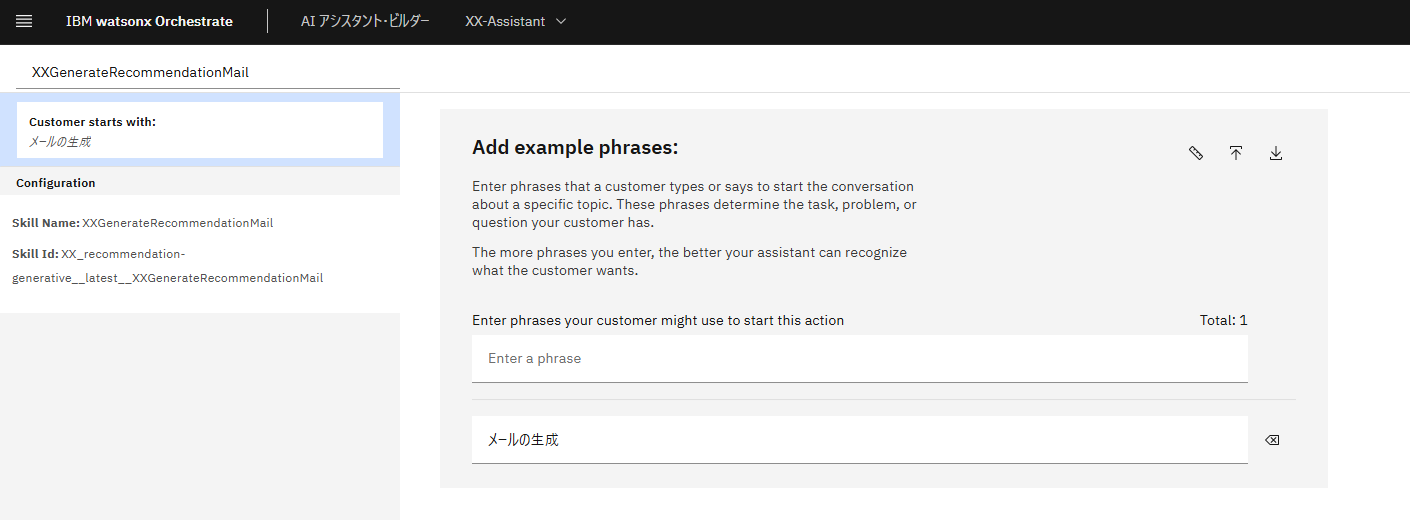 IBM watsonx Orchestrate
AI アシスタント・ビルダー
XX-Assistant
XXGenerateRecommendationMail
Customer starts with:
メールの生成
Configuration
Skill Name: XXGenerateRecommendationMail
Skill Id: XX_recommendation-
generative__latest__XXGenerateRecommendationMail
Add example phrases:
Enter phrases that a customer types or says to start the conversation
about a specific topic. These phrases determine the task, problem, or
question your customer has.
The more phrases you enter, the better your assistant can recognize
what the customer wants.
Enter phrases your customer might use to start this action
Total: 1
Enter a phrase
メールの生成